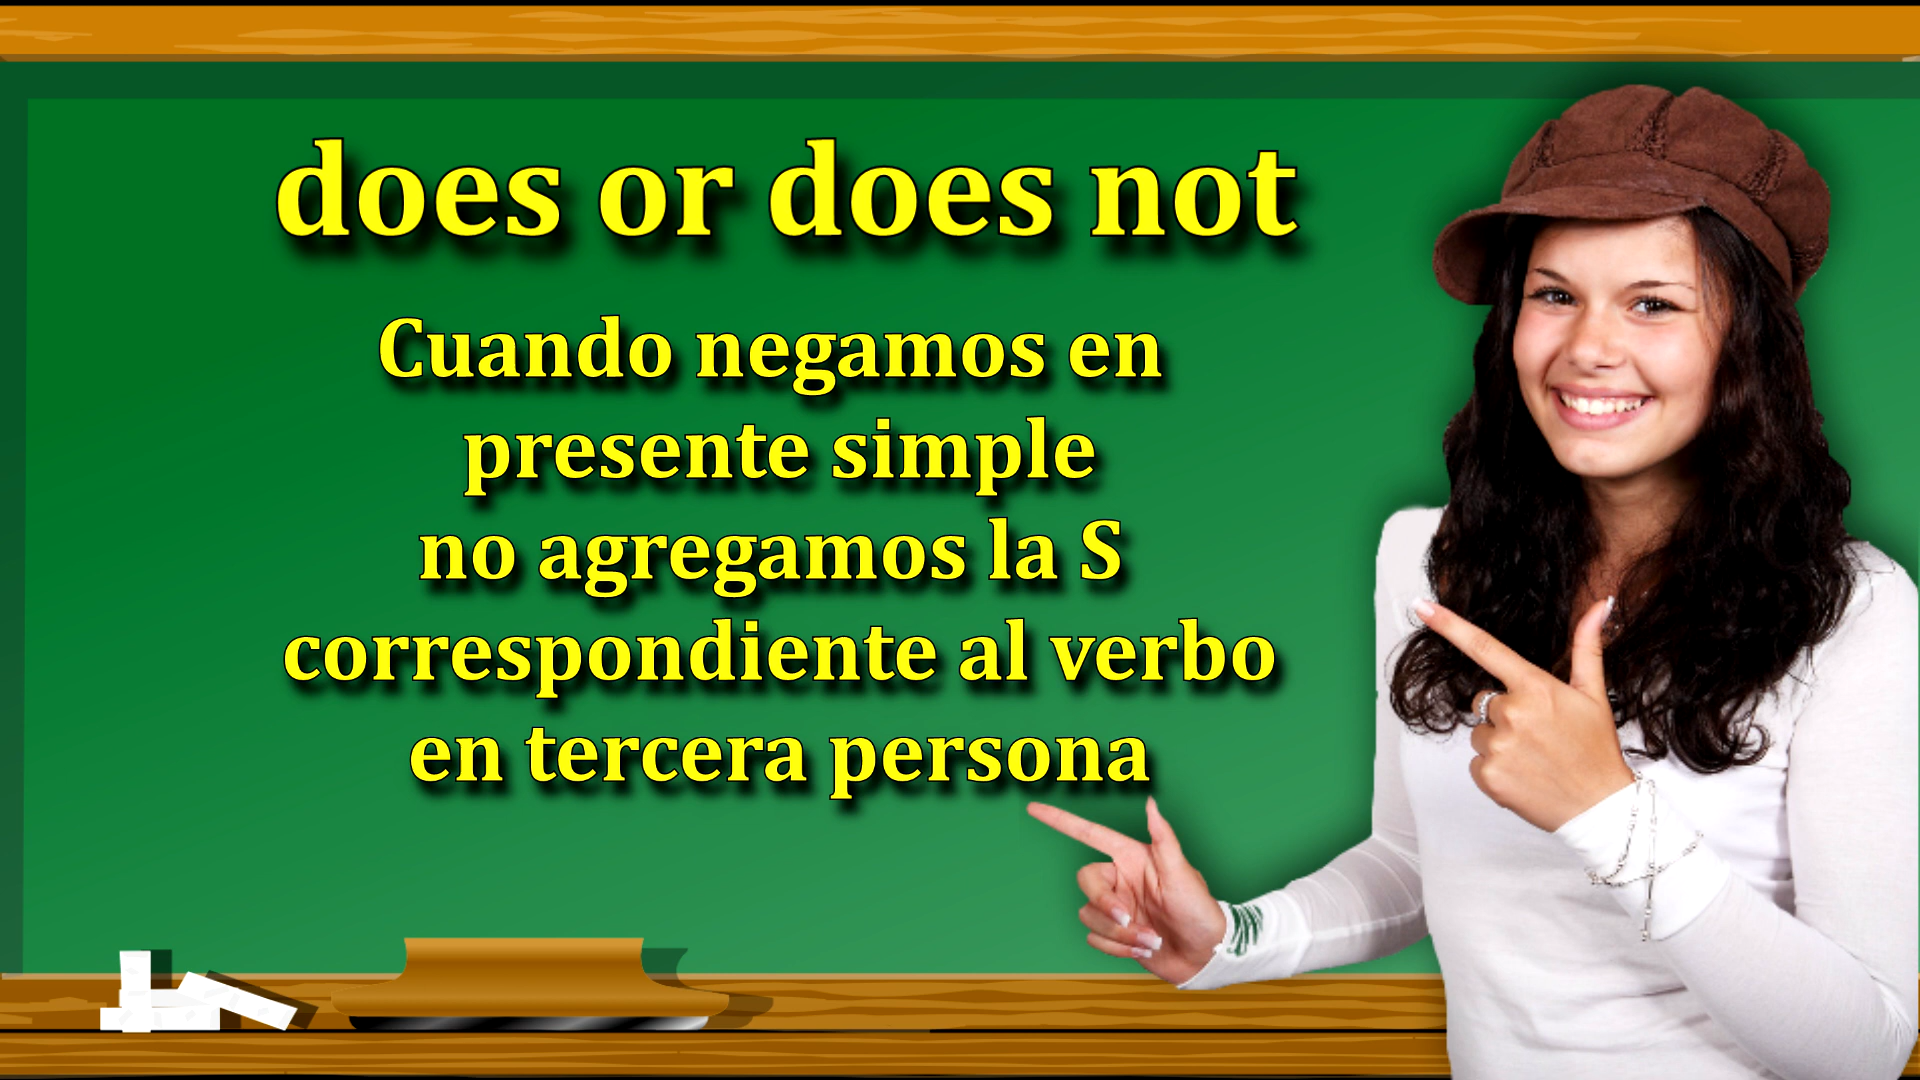 does or does not
Cuando negamos en
presente simple
no agregamos la S
correspondiente al verbo
en tercera persona